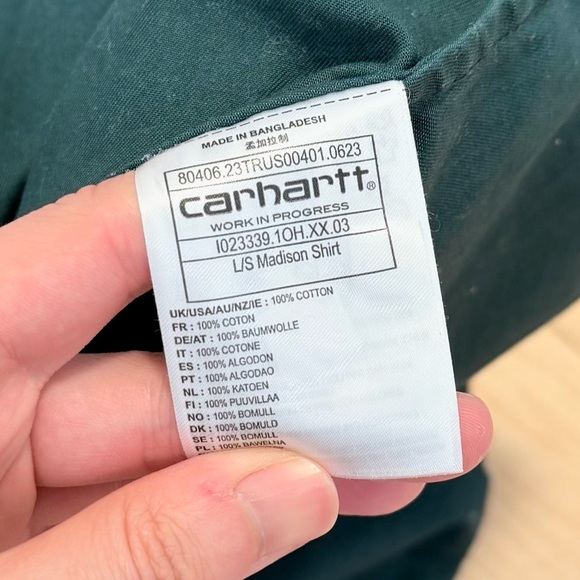 MADE IN BANGLADESH
孟加拉制
80406.23TRUS00401.0623
carhartt®
WORK IN PROGRESS
I023339.1OH.XX.03
L/S Madison Shirt
UK/USA/AU/NZ/IE : 100% COTTON
FR : 100% COTON
DE/AT : 100% BAUMWOLLE
IT : 100% COTONE
ES : 100% ALGODON
PT : 100% ALGODAO
NL : 100% KATOEN
FI : 100% PUUVILLAA
NO : 100% BOMULL
DK : 100% BOMULD
SE : 100% BOMULL
PL : 100% BAWELNA